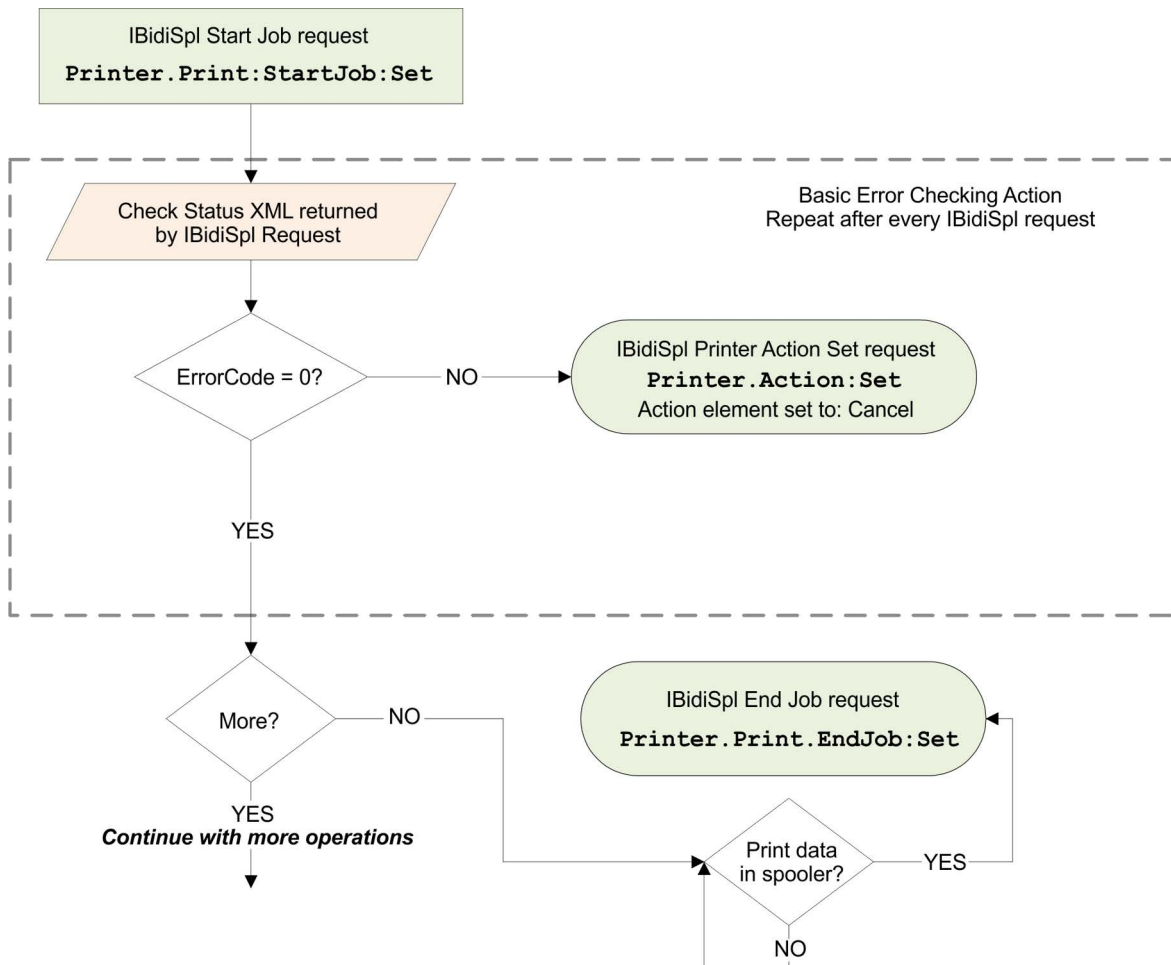 IBidiSpl Start Job request
Printer.Print:StartJob:Set
Check Status XML returned
by IBidiSpl Request
Basic Error Checking Action
Repeat after every IBidiSpl request
ErrorCode = 0?
NO
IBidiSpl Printer Action Set request
Printer.Action:Set
Action element set to: Cancel
YES
More?
NO
IBidiSpl End Job request
Printer.Print.EndJob:Set
YES
Continue with more operations
Print data
in spooler?
YES
NO